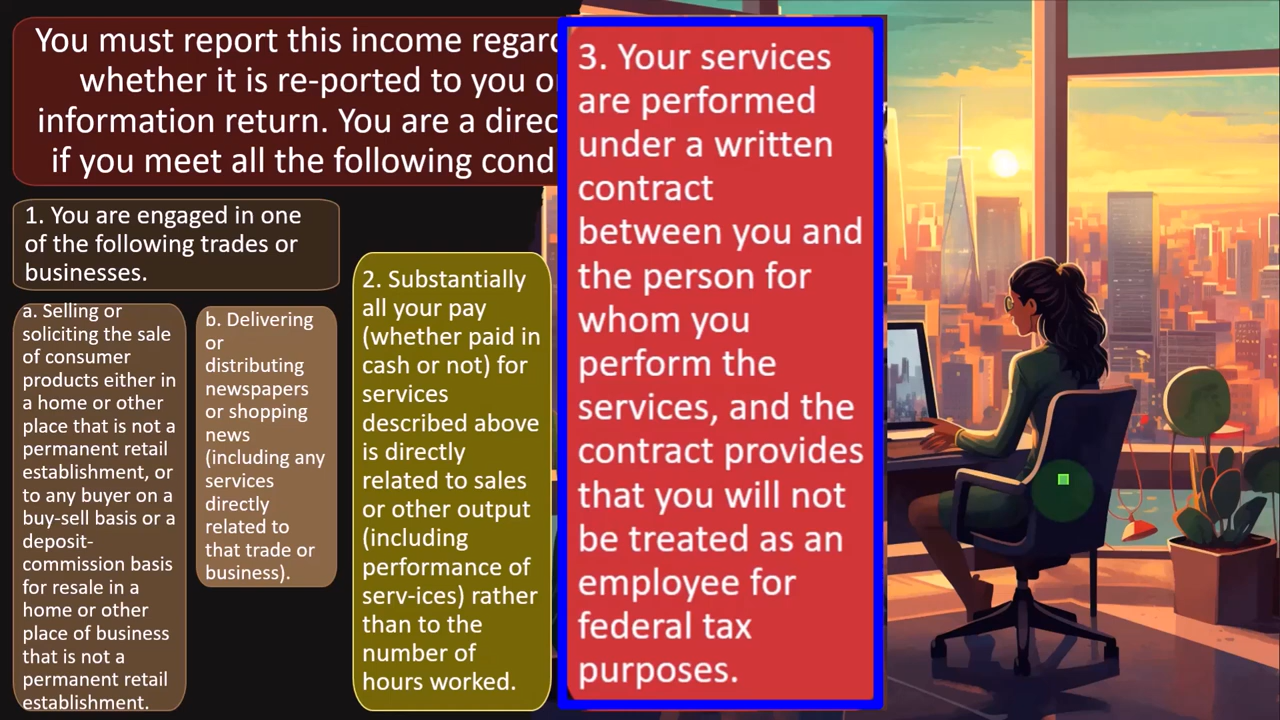 You must report this income regard
whether it is re-ported to you o
information return. You are a direc
if you meet all the following cond
1. You are engaged in one
of the following trades or
businesses.
a. Selling or
soliciting the sale
of consumer
products either in
a home or other
place that is not a
permanent retail
establishment, or
to any buyer on a
buy-sell basis or a
deposit-
commission basis
for resale in a
home or other
place of business
that is not a
permanent retail
establishment.
b. Delivering
or
distributing
newspapers
or shopping
news
(including any
services
directly
related to
that trade or
business).
2. Substantially
all your pay
(whether paid in
cash or not) for
services
described above
is directly
related to sales
or other output
(including
performance of
serv-ices) rather
than to the
number of
hours worked.
3. Your services
are performed
under a written
contract
between you and
the person for
whom you
perform the
services, and the
contract provides
that you will not
be treated as an
employee for
federal tax
purposes.